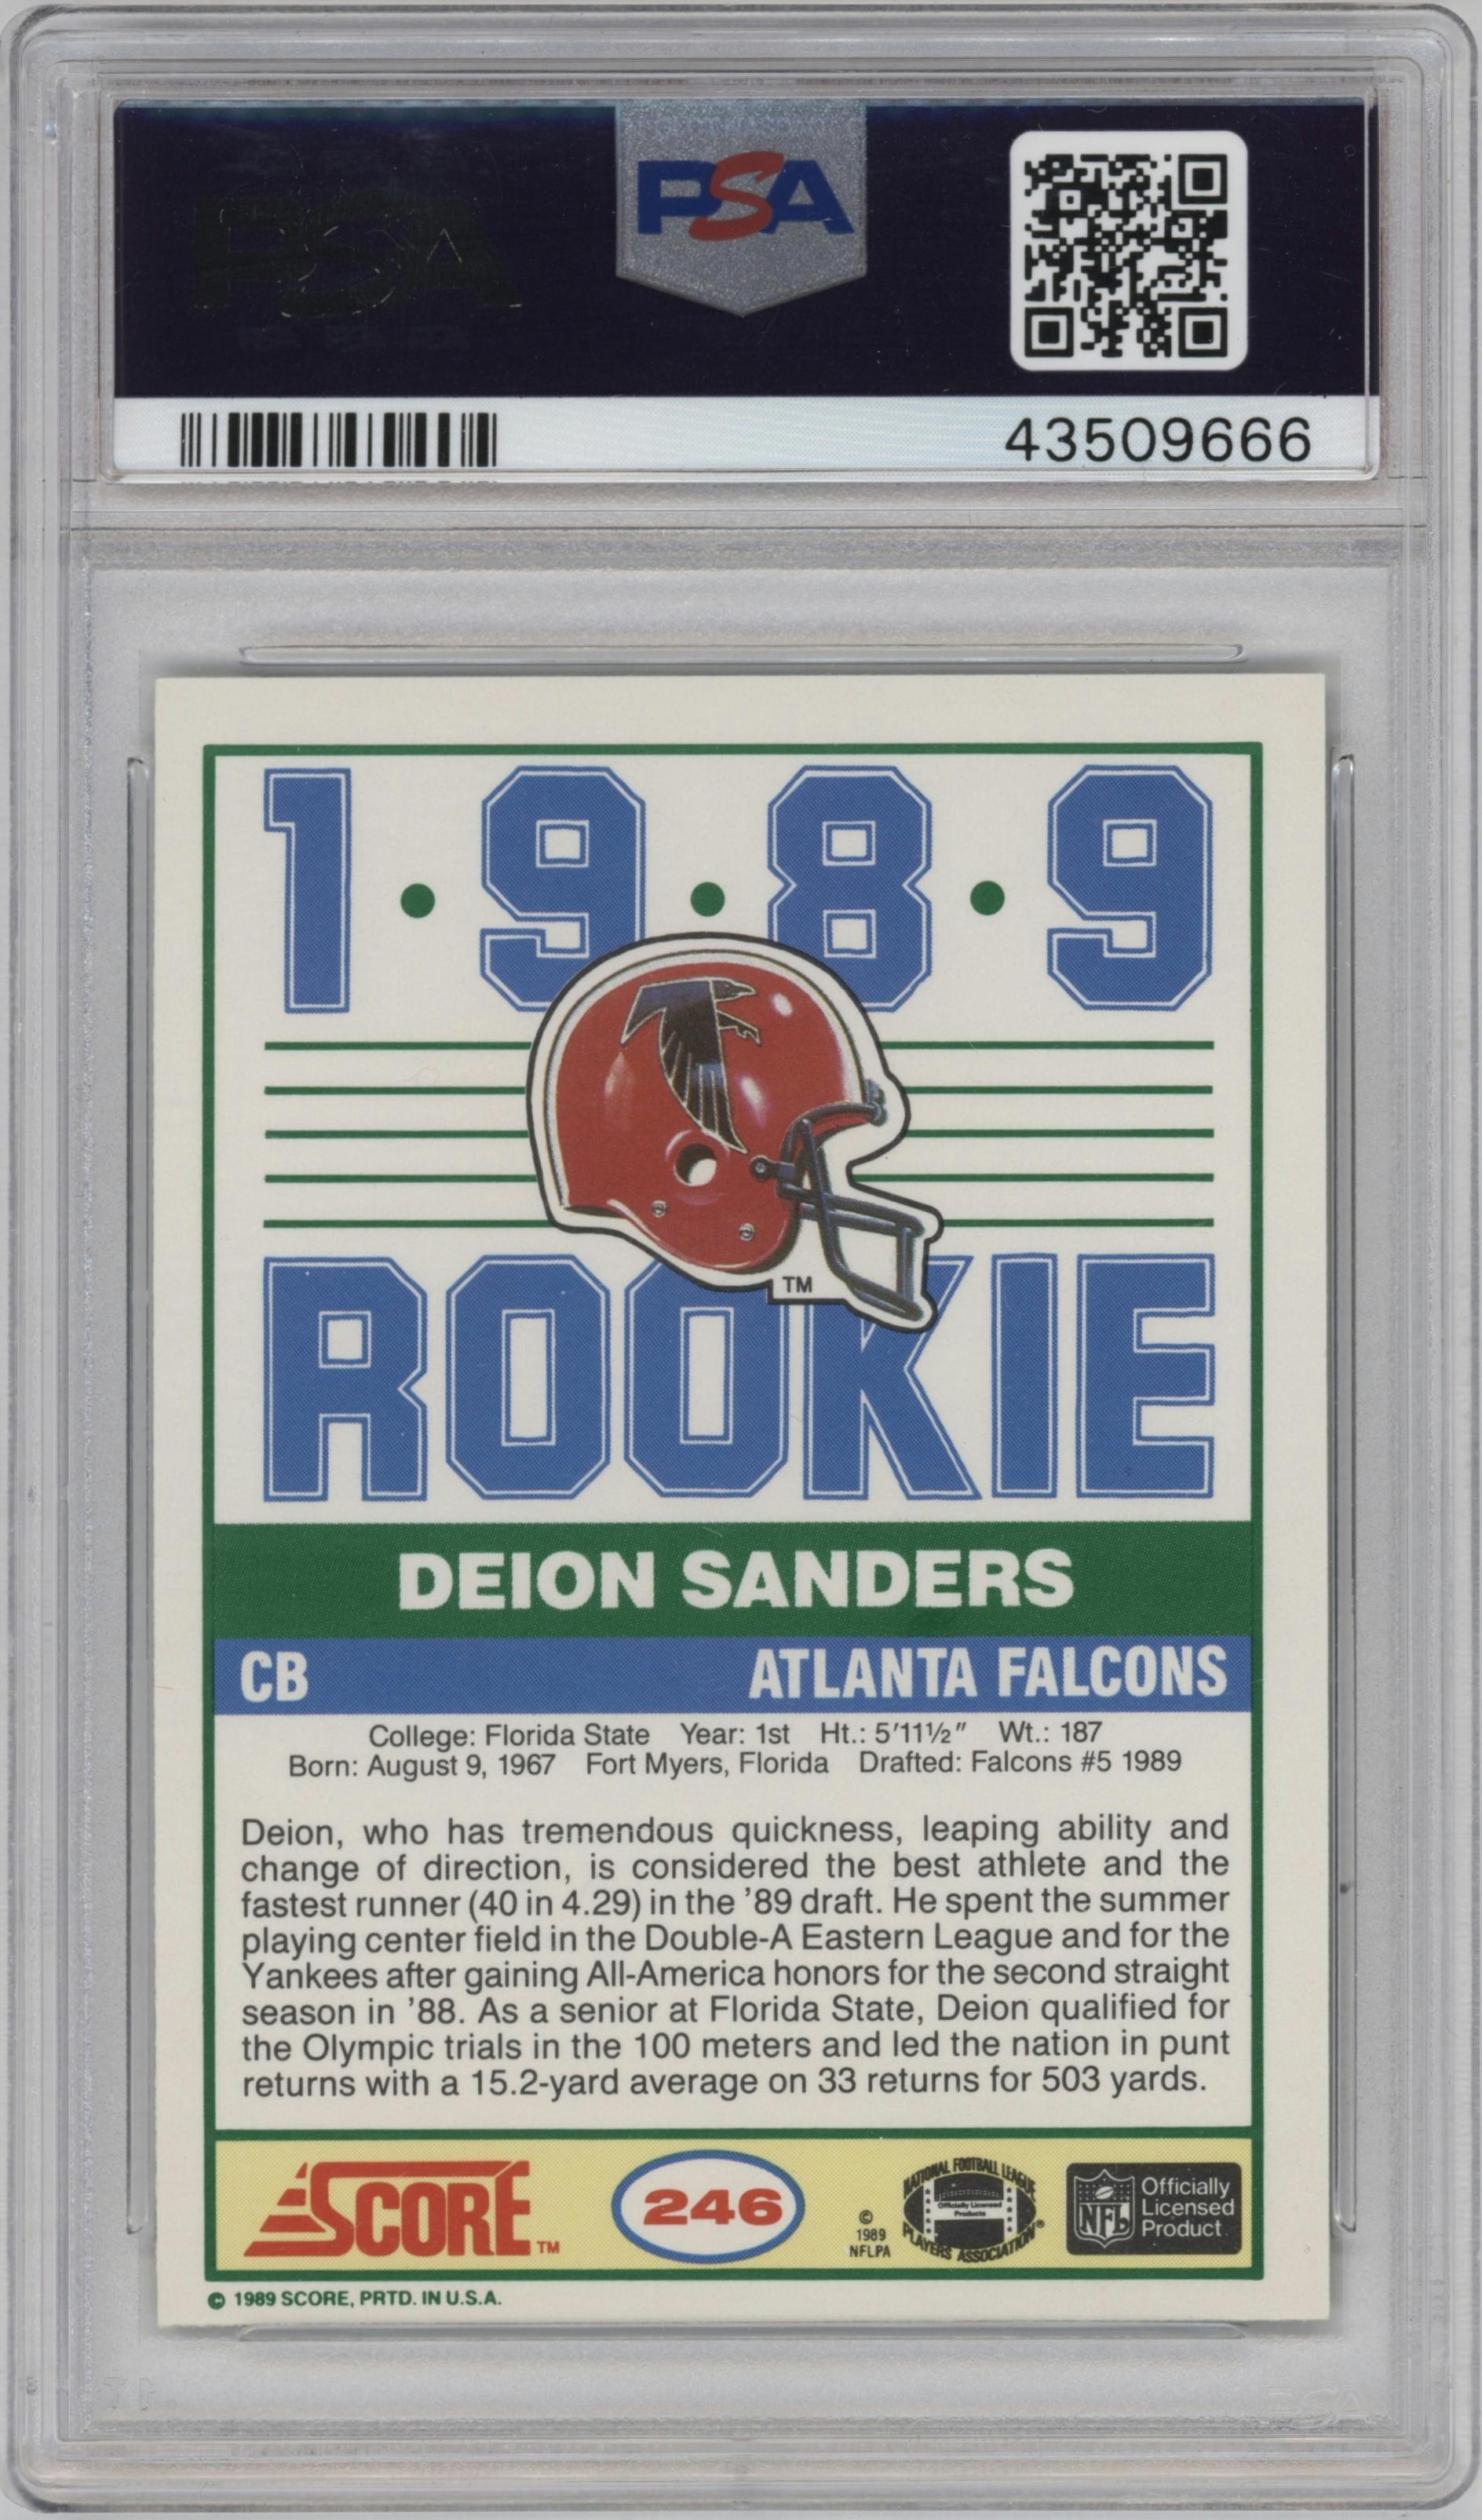 PSA
43509666
1·9·8·9
TM
ROOKIE
DEION SANDERS
CB ATLANTA FALCONS
College: Florida State Year: 1st Ht.: 5'11½" Wt.: 187
Born: August 9, 1967 Fort Myers, Florida Drafted: Falcons #5 1989
Deion, who has tremendous quickness, leaping ability and
change of direction, is considered the best athlete and the
fastest runner (40 in 4.29) in the '89 draft. He spent the summer
playing center field in the Double-A Eastern League and for the
Yankees after gaining All-America honors for the second straight
season in '88. As a senior at Florida State, Deion qualified for
the Olympic trials in the 100 meters and led the nation in punt
returns with a 15.2-yard average on 33 returns for 503 yards.
SCORE TM
246
©
1989
NFLPA
NATIONAL FOOTBALL LEAGUE
Officially Licensed
Products
PLAYERS ASSOCIATION
NFL
Officially
Licensed
Product
© 1989 SCORE, PRTD. IN U.S.A.